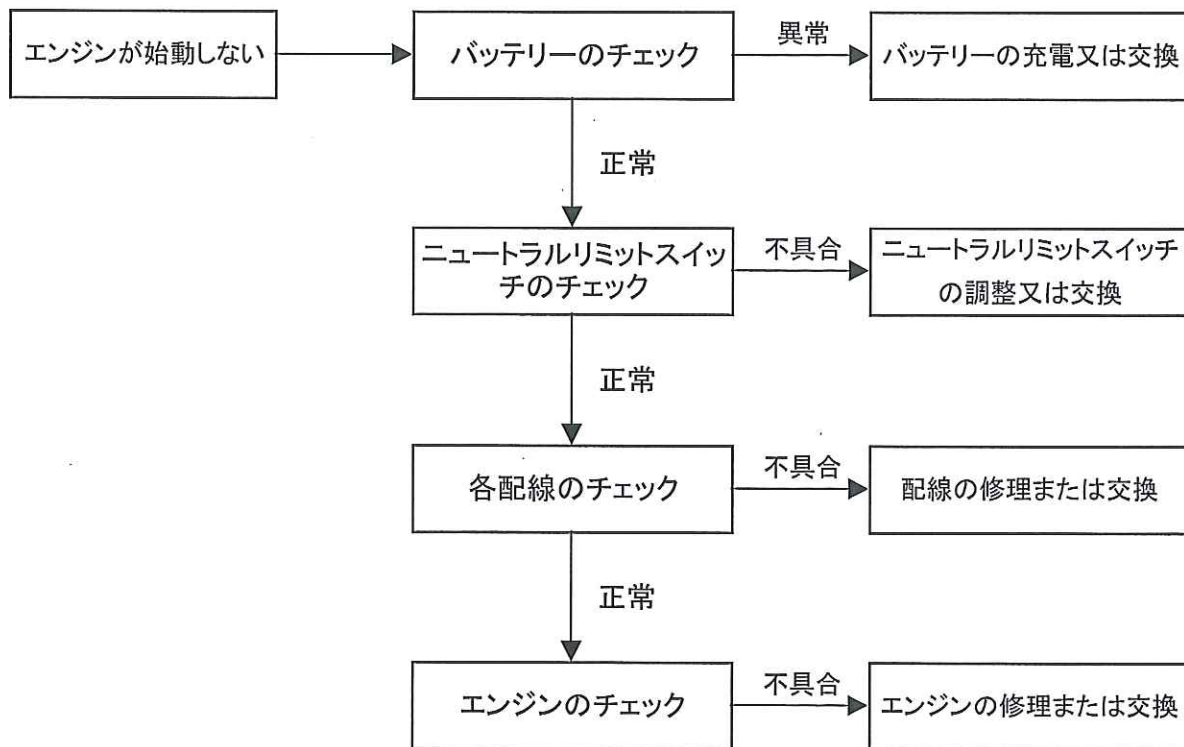 エンジンが始動しない
バッテリーのチェック
異常
バッテリーの充電又は交換
正常
ニュートラルリミットスイッ
チのチェック
不具合
ニュートラルリミットスイッチ
の調整又は交換
正常
各配線のチェック
不具合
配線の修理または交換
正常
エンジンのチェック
不具合
エンジンの修理または交換